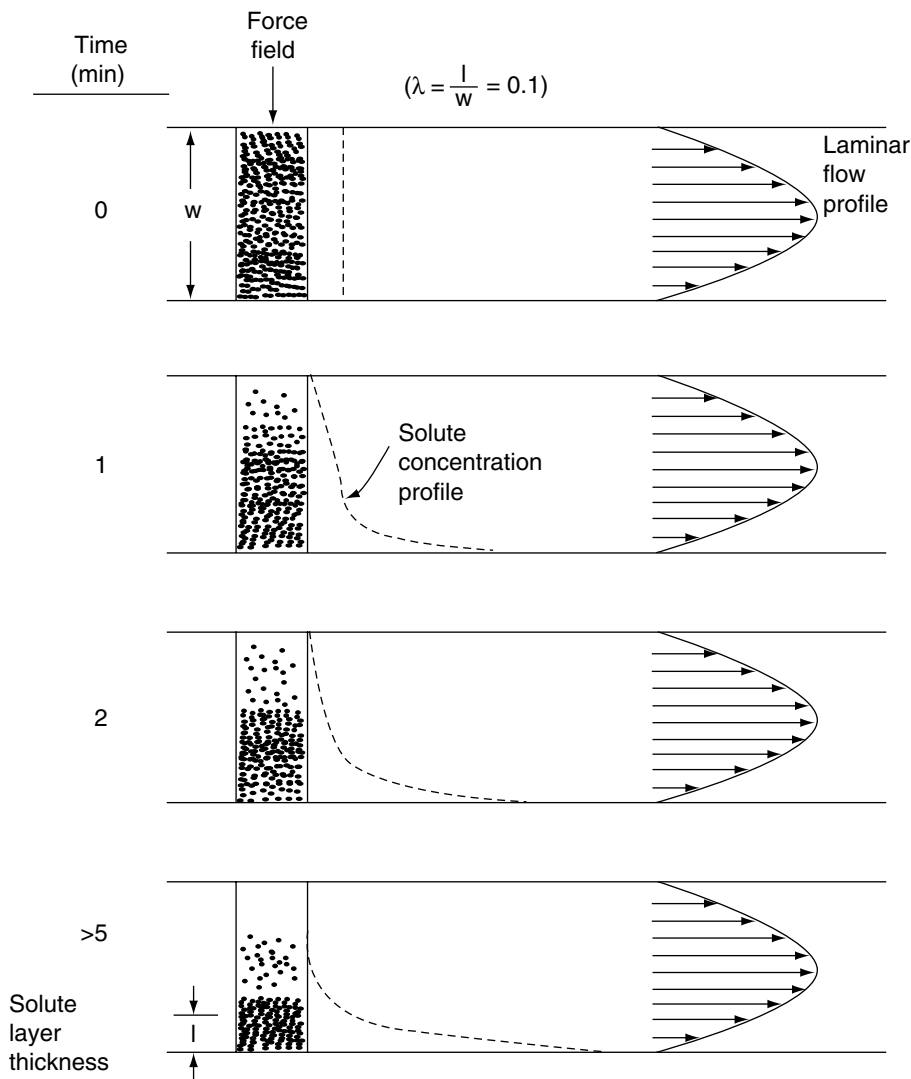 Time
(min)
Force
field
(λ = l/w = 0.1)
0
w
Laminar
flow
profile
1
Solute
concentration
profile
2
>5
Solute
layer
thickness
l